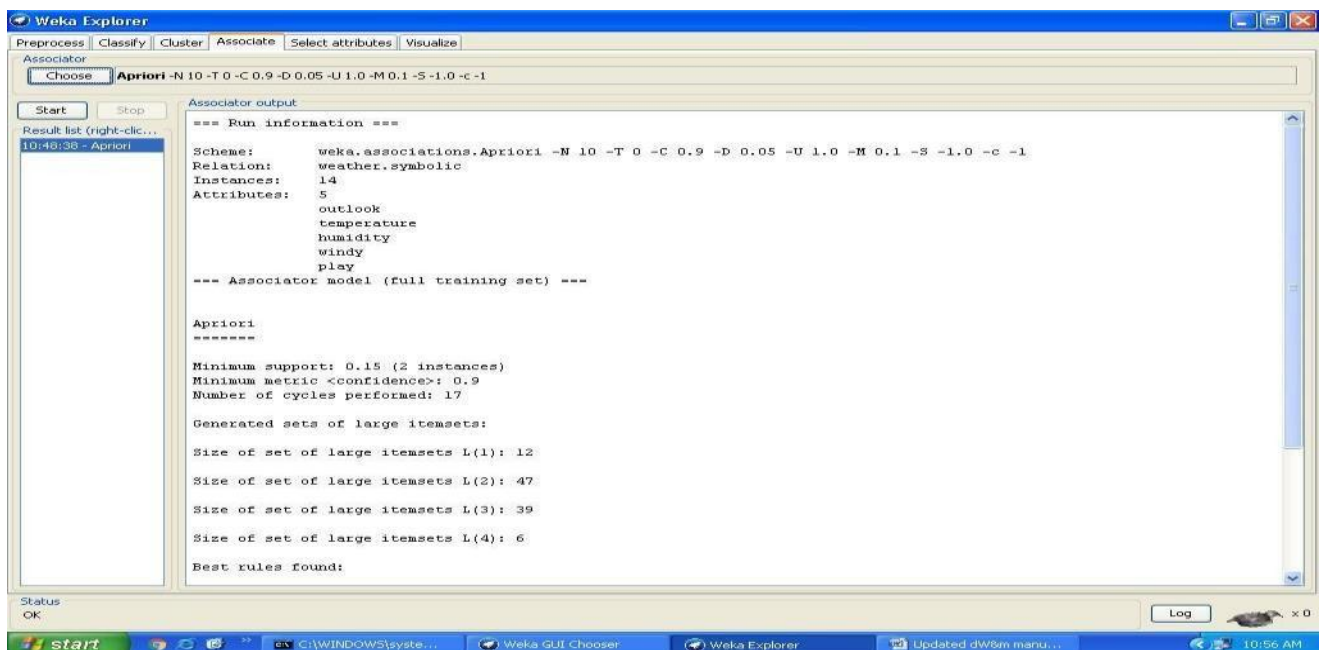 Weka Explorer
Preprocess Classify Cluster Associate Select attributes Visualize
Associator
Choose Apriori -N 10 -T 0 -C 0.9 -D 0.05 -U 1.0 -M 0.1 -S -1.0 -c -1
Start Stop
Result list (right-clic...
10:48:38 - Apriori
Associator output
=== Run information ===
Scheme: weka.associations.Apriori -N 10 -T 0 -C 0.9 -D 0.05 -U 1.0 -M 0.1 -S -1.0 -c -1
Relation: weather.symbolic
Instances: 14
Attributes: 5
outlook
temperature
humidity
windy
play
=== Associator model (full training set) ===
Apriori
=======
Minimum support: 0.15 (2 instances)
Minimum metric <confidence>: 0.9
Number of cycles performed: 17
Generated sets of large itemsets:
Size of set of large itemsets L(1): 12
Size of set of large itemsets L(2): 47
Size of set of large itemsets L(3): 39
Size of set of large itemsets L(4): 6
Best rules found:
Status
OK
Log x 0
start C:\WINDOWS\syste... Weka GUI Chooser Weka Explorer Updated dW&m manu... 10:56 AM